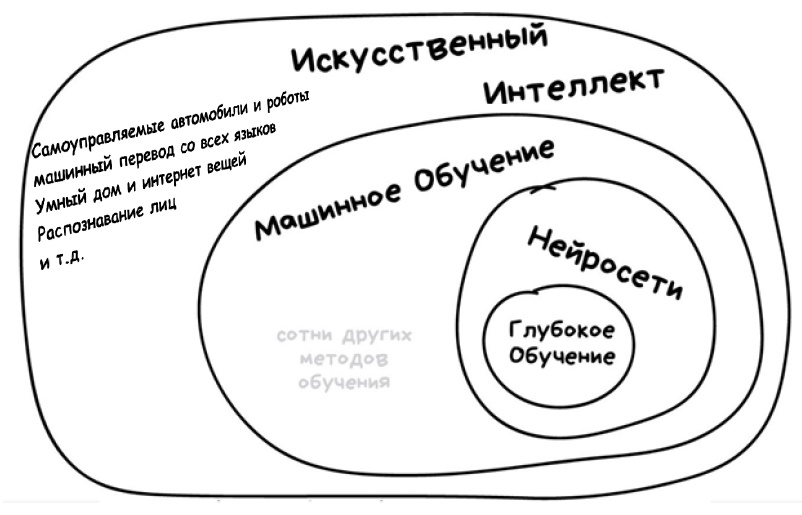 Искусственный
Интеллект
Самоуправляемые автомобили и роботы
машинный перевод со всех языков
Умный дом и интернет вещей
Распознавание лиц
и т.д.
Машинное Обучение
Нейросети
Глубокое
Обучение
сотни других
методов
обучения